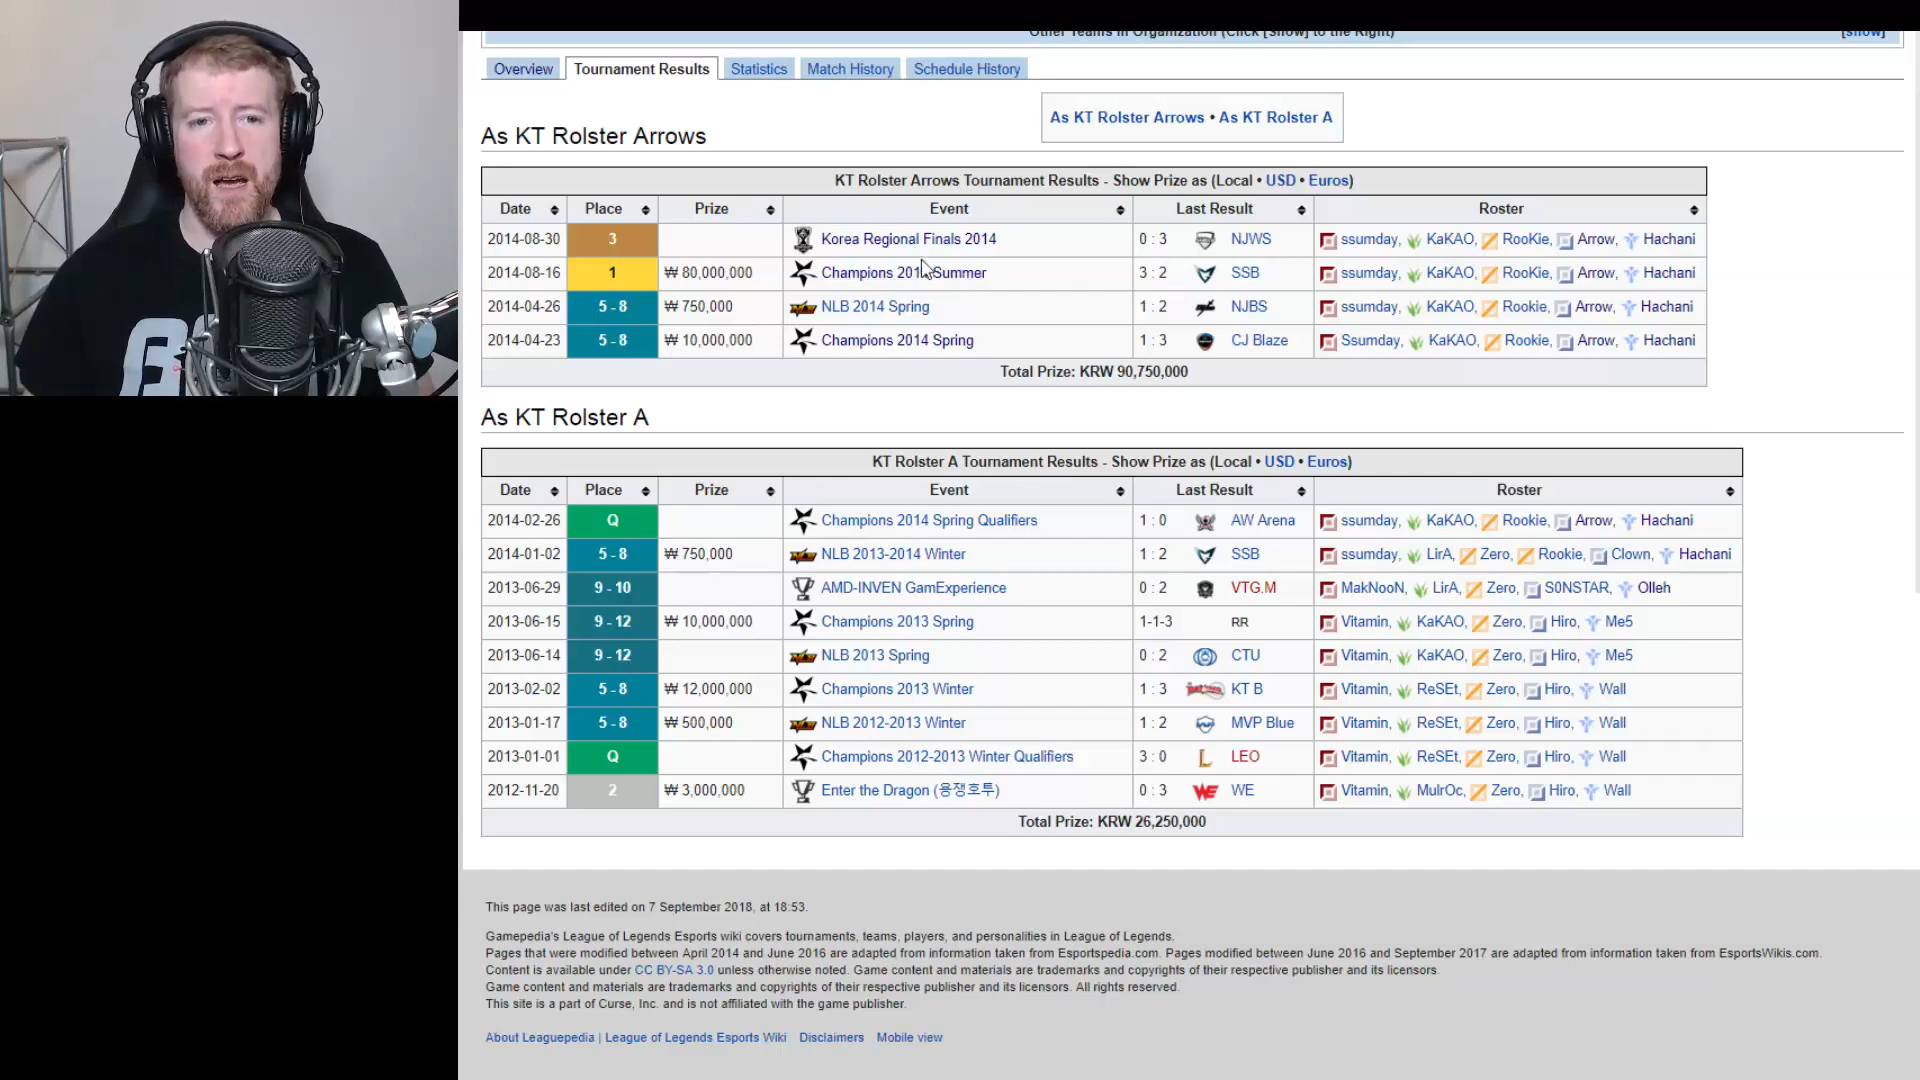 Other Teams in Organization (Click [Show] to the Right) [show]
Overview Tournament Results Statistics Match History Schedule History
As KT Rolster Arrows • As KT Rolster A
As KT Rolster Arrows
KT Rolster Arrows Tournament Results - Show Prize as (Local • USD • Euros)
Date Place Prize Event Last Result Roster
2014-08-30 3 Korea Regional Finals 2014 0 : 3 NJWS ssumday, KaKAO, RooKie, Arrow, Hachani
2014-08-16 1 ₩ 80,000,000 Champions Summer 3 : 2 SSB ssumday, KaKAO, RooKie, Arrow, Hachani
2014-04-26 5 - 8 ₩ 750,000 NLB 2014 Spring 1 : 2 NJBS ssumday, KaKAO, Rookie, Arrow, Hachani
2014-04-23 5 - 8 ₩ 10,000,000 Champions 2014 Spring 1 : 3 CJ Blaze Ssumday, KaKAO, Rookie, Arrow, Hachani
Total Prize: KRW 90,750,000
As KT Rolster A
KT Rolster A Tournament Results - Show Prize as (Local • USD • Euros)
Date Place Prize Event Last Result Roster
2014-02-26 Q Champions 2014 Spring Qualifiers 1 : 0 AW Arena ssumday, KaKAO, Rookie, Arrow, Hachani
2014-01-02 5 - 8 ₩ 750,000 NLB 2013-2014 Winter 1 : 2 SSB ssumday, LirA, Zero, Rookie, Clown, Hachani
2013-06-29 9 - 10 AMD-INVEN GamExperience 0 : 2 VTG.M MakNooN, LirA, Zero, S0NSTAR, Olleh
2013-06-15 9 - 12 ₩ 10,000,000 Champions 2013 Spring 1-1-3 RR Vitamin, KaKAO, Zero, Hiro, Me5
2013-06-14 9 - 12 NLB 2013 Spring 0 : 2 CTU Vitamin, KaKAO, Zero, Hiro, Me5
2013-02-02 5 - 8 ₩ 12,000,000 Champions 2013 Winter 1 : 3 KT B Vitamin, ReSEt, Zero, Hiro, Wall
2013-01-17 5 - 8 ₩ 500,000 NLB 2012-2013 Winter 1 : 2 MVP Blue Vitamin, ReSEt, Zero, Hiro, Wall
2013-01-01 Q Champions 2012-2013 Winter Qualifiers 3 : 0 LEO Vitamin, ReSEt, Zero, Hiro, Wall
2012-11-20 2 ₩ 3,000,000 Enter the Dragon (용쟁호투) 0 : 3 WE Vitamin, MulrOc, Zero, Hiro, Wall
Total Prize: KRW 26,250,000
This page was last edited on 7 September 2018, at 18:53.
Gamepedia's League of Legends Esports wiki covers tournaments, teams, players, and personalities in League of Legends.
Pages that were modified between April 2014 and June 2016 are adapted from information taken from Esportspedia.com. Pages modified between June 2016 and September 2017 are adapted from information taken from EsportsWikis.com.
Content is available under CC BY-SA 3.0 unless otherwise noted. Game content and materials are trademarks and copyrights of their respective publisher and its licensors.
Game content and materials are trademarks and copyrights of their respective publisher and its licensors. All rights reserved.
This site is a part of Curse, Inc. and is not affiliated with the game publisher.
About Leaguepedia | League of Legends Esports Wiki Disclaimers Mobile view